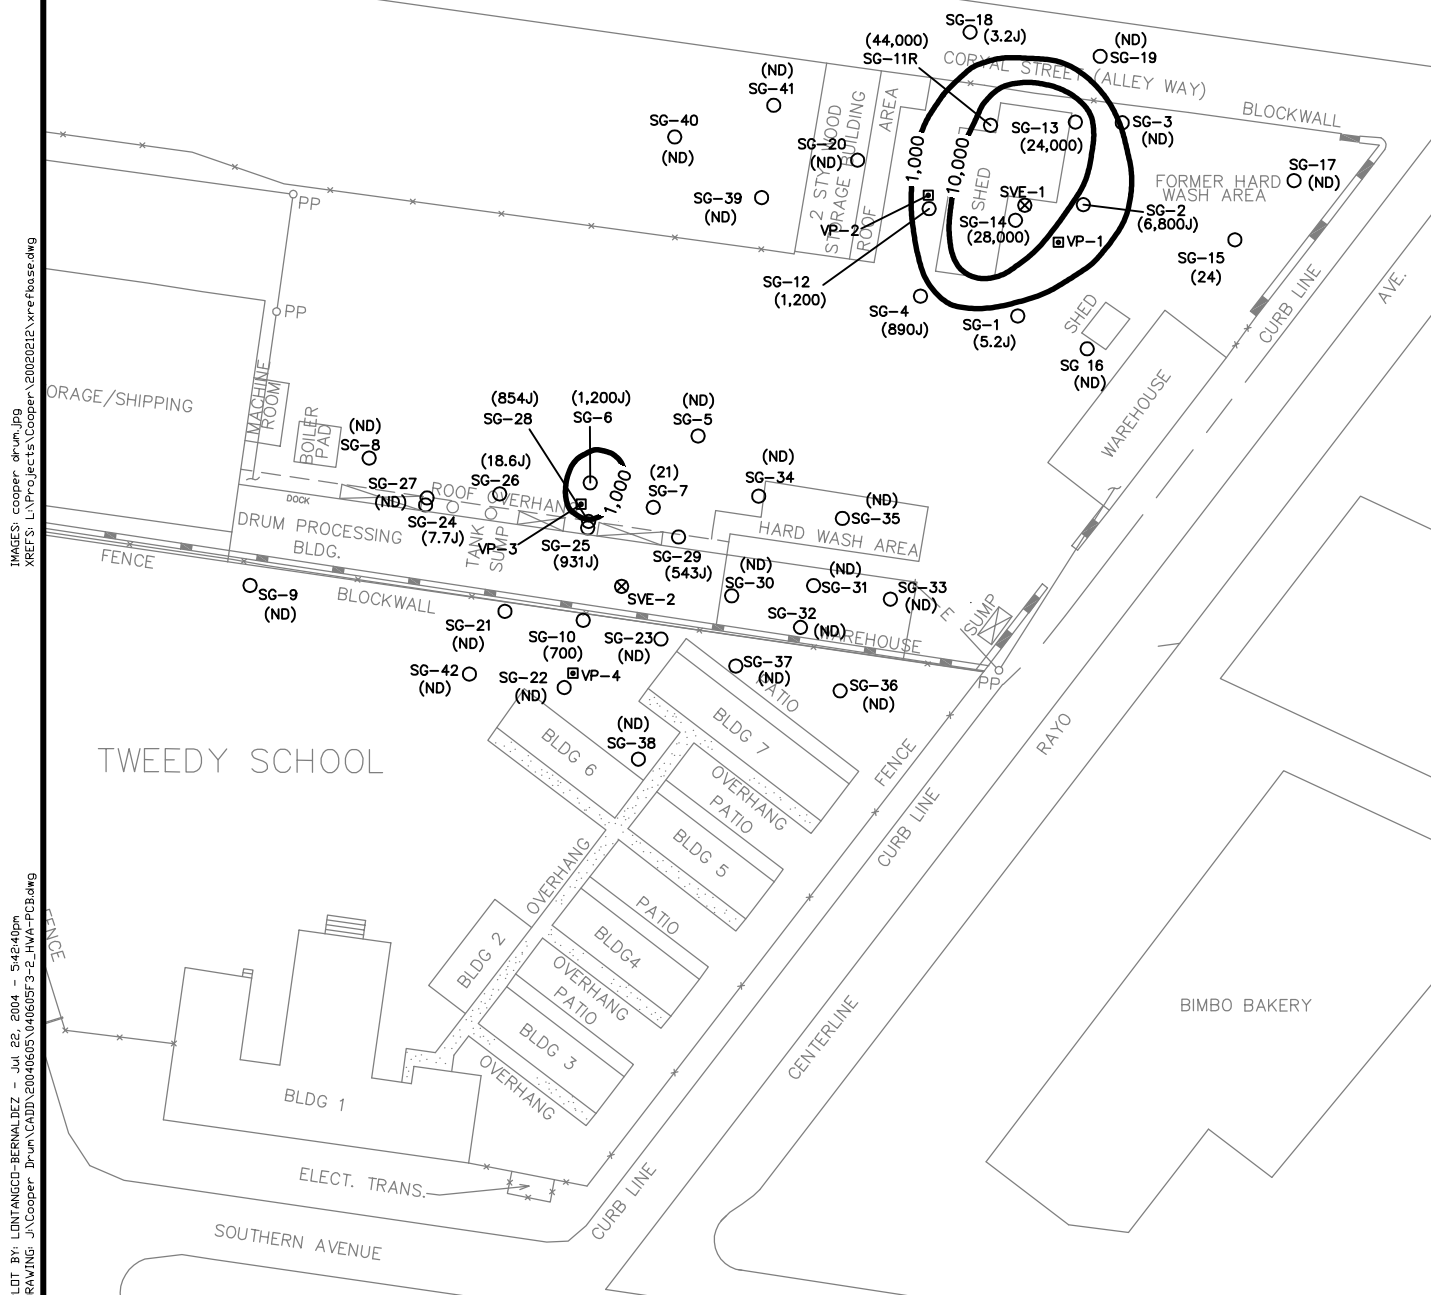 SG-18
(3.2J)
(44,000)
SG-11R
(ND)
SG-19
CORYAL STREET (ALLEY WAY)
(ND)
SG-41
BLOCKWALL
SG-40
(ND)
SG-20
(ND)
2 STY WOOD
STORAGE BUILDING
ROOF
AREA
1,000
10,000
SHED
SG-13
(24,000)
SG-3
(ND)
SG-17
(ND)
FORMER HARD
WASH AREA
SG-39
(ND)
SVE-1
SG-14
(28,000)
SG-2
(6,800J)
VP-2
VP-1
SG-15
(24)
PP
PP
SG-12
(1,200)
SG-4
(890J)
SG-1
(5.2J)
SHED
SG 16
(ND)
CURB LINE
AVE.
WAREHOUSE
ORAGE/SHIPPING
MACHINE
ROOM
BOILER
PAD
(ND)
SG-8
(854J)
SG-28
(1,200J)
SG-6
(ND)
SG-5
(18.6J)
SG-26
1,000
(21)
SG-7
(ND)
SG-34
SG-27
(ND)
ROOF OVERHANG
DOCK
SG-24
(7.7J)
DRUM PROCESSING
BLDG.
TANK
SUMP
VP-3
SG-25
(931J)
SG-29
(543J)
(ND)
SG-35
HARD WASH AREA
FENCE
(ND)
SG-30
(ND)
SG-31
SG-33
(ND)
SG-9
(ND)
BLOCKWALL
SVE-2
SG-32
(ND)
WAREHOUSE
SUMP
PP
SG-21
(ND)
SG-10
(700)
SG-23
(ND)
SG-42
(ND)
SG-22
(ND)
VP-4
SG-37
(ND)
PATIO
SG-36
(ND)
(ND)
SG-38
BLDG 7
BLDG 6
TWEEDY SCHOOL
FENCE
RAYO
OVERHANG
PATIO
BLDG 5
CURB LINE
OVERHANG
PATIO
BLDG4
BLDG 2
OVERHANG
PATIO
BLDG 3
OVERHANG
CENTERLINE
BIMBO BAKERY
FENCE
BLDG 1
ELECT. TRANS.
CURB LINE
SOUTHERN AVENUE
IMAGES: cooper drum.jpg
XREFS: L:\Projects\Cooper\20020212\xrefbase.dwg
LOT BY: LONTANGCO-BERNALDEZ - Jul 22, 2004 - 5:42:40pm
RAWING: J:\Cooper Drum\CADD\20040605\040605F3-2_HWA-PCB.dwg